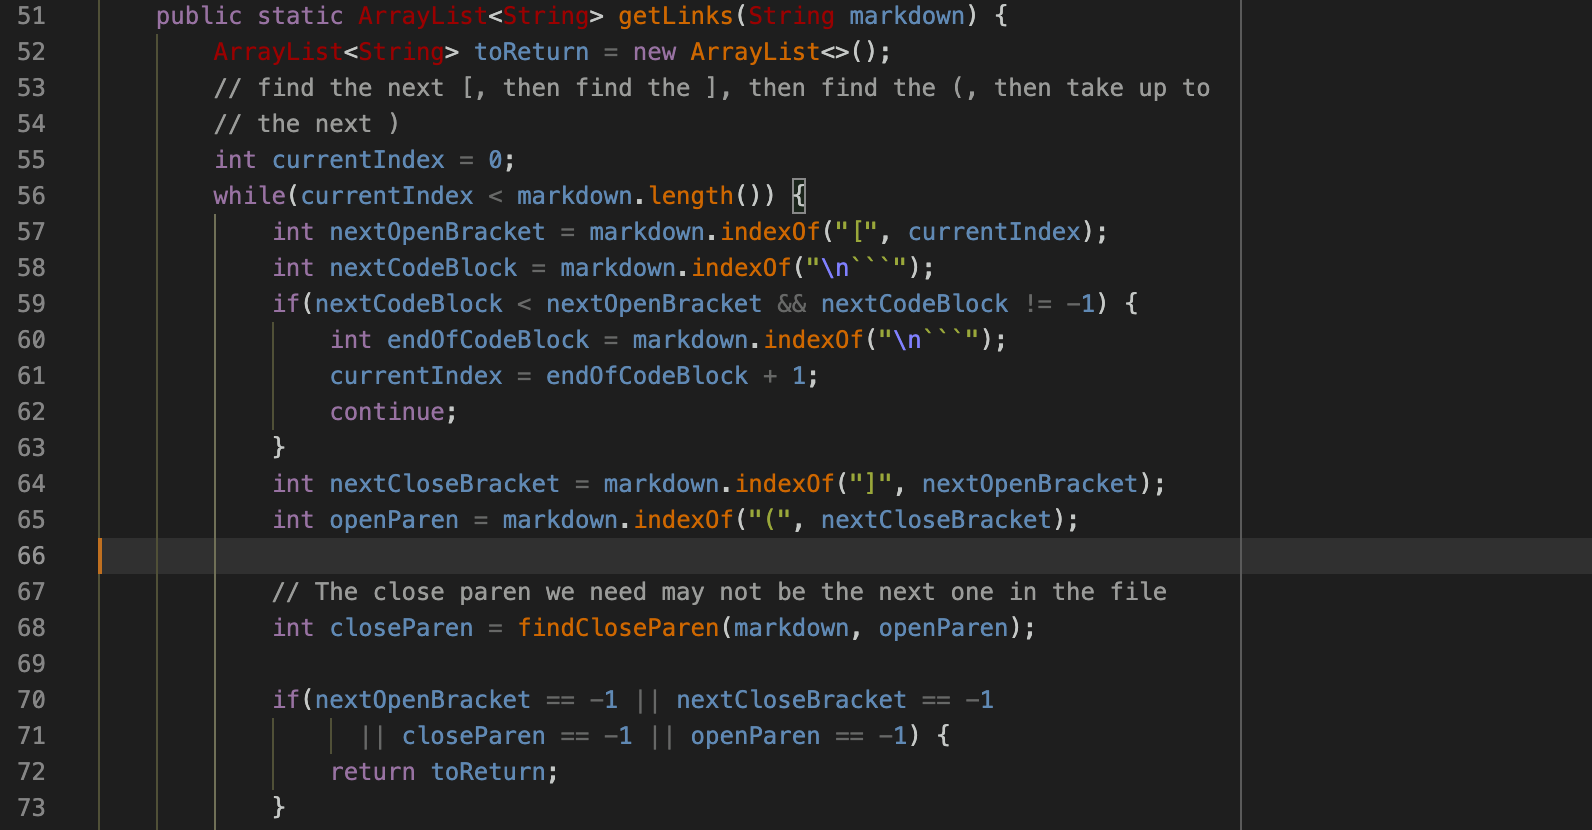 51 public static ArrayList<String> getLinks(String markdown) {
52 ArrayList<String> toReturn = new ArrayList<>();
53 // find the next [, then find the ], then find the (, then take up to
54 // the next )
55 int currentIndex = 0;
56 while(currentIndex < markdown.length()) {
57 int nextOpenBracket = markdown.indexOf("[", currentIndex);
58 int nextCodeBlock = markdown.indexOf("\n```");
59 if(nextCodeBlock < nextOpenBracket && nextCodeBlock != -1) {
60 int endOfCodeBlock = markdown.indexOf("\n```");
61 currentIndex = endOfCodeBlock + 1;
62 continue;
63 }
64 int nextCloseBracket = markdown.indexOf("]", nextOpenBracket);
65 int openParen = markdown.indexOf("(", nextCloseBracket);
66
67 // The close paren we need may not be the next one in the file
68 int closeParen = findCloseParen(markdown, openParen);
69
70 if(nextOpenBracket == -1 || nextCloseBracket == -1
71 || closeParen == -1 || openParen == -1) {
72 return toReturn;
73 }